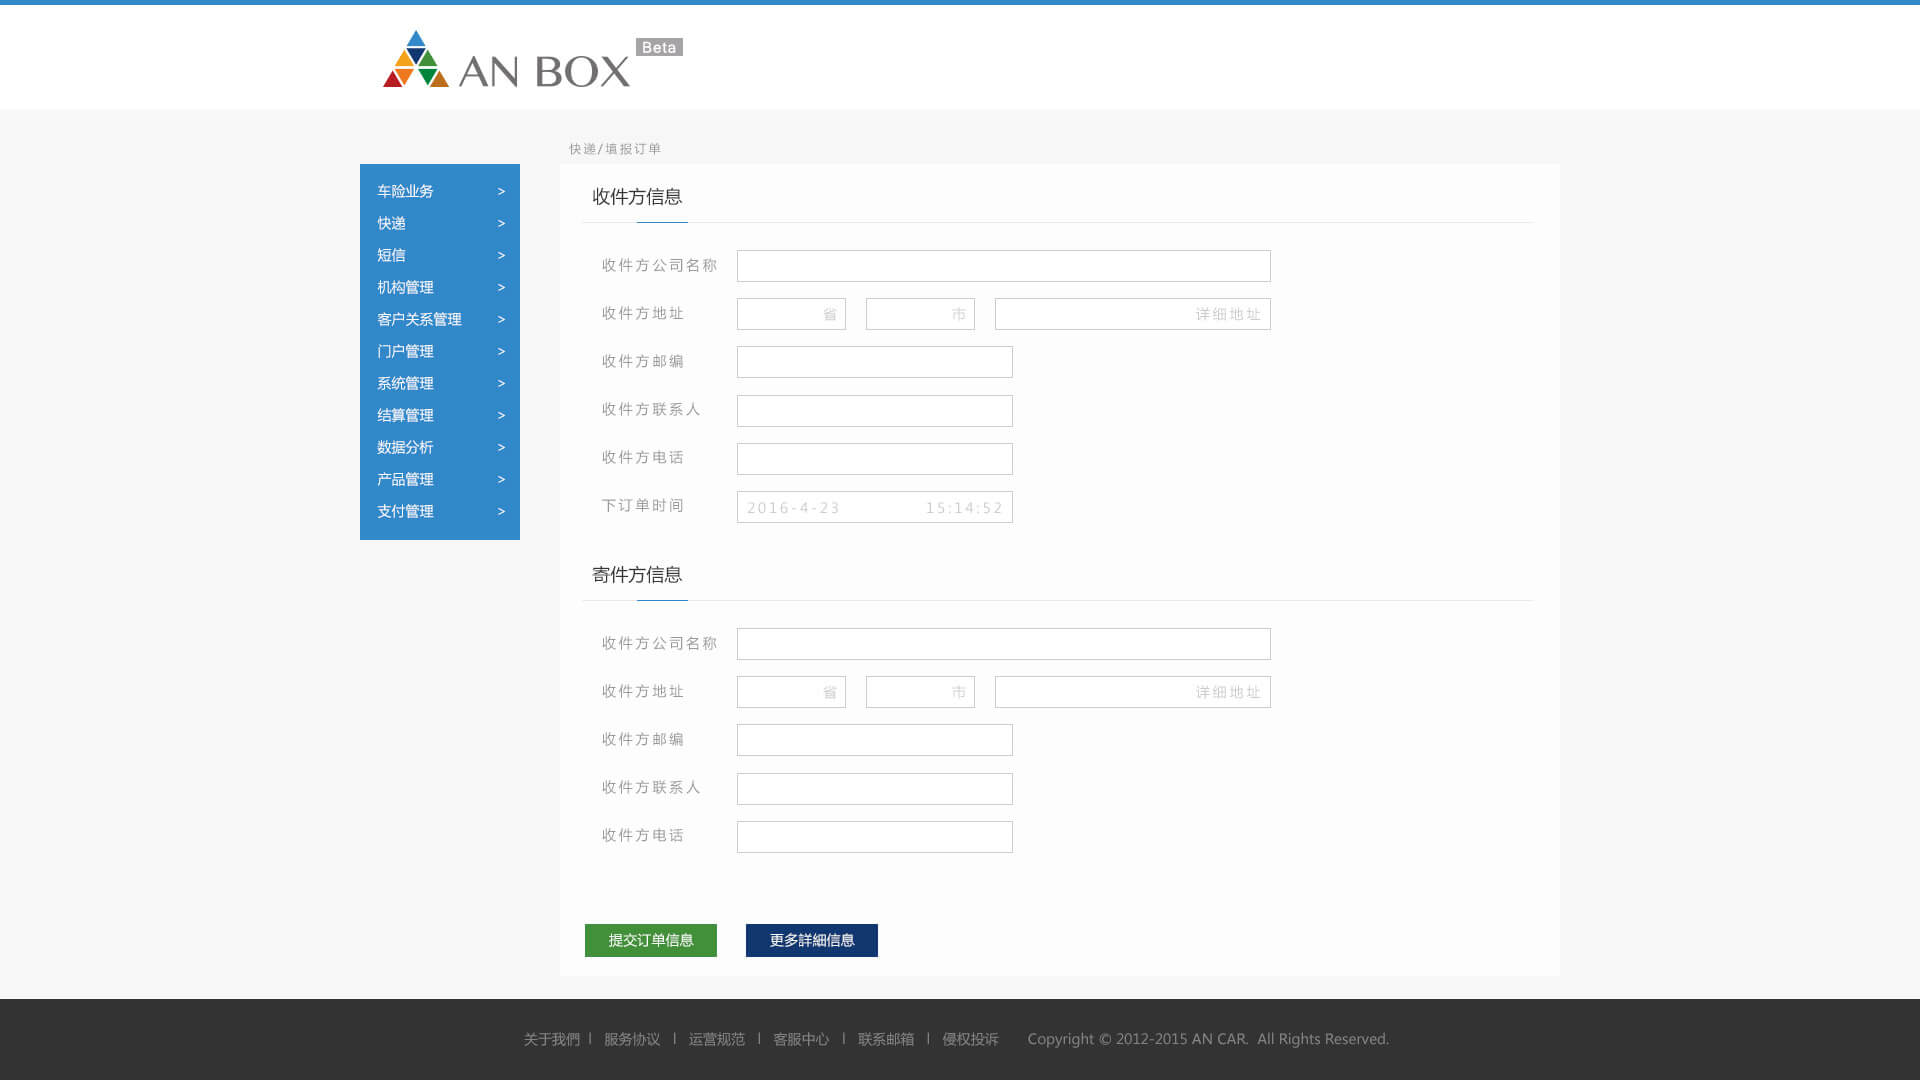 AN BOX Beta
快递/填报订单
车险业务 >
快递 >
短信 >
机构管理 >
客户关系管理 >
门户管理 >
系统管理 >
结算管理 >
数据分析 >
产品管理 >
支付管理 >
收件方信息
收件方公司名称
收件方地址 省 市 详细地址
收件方邮编
收件方联系人
收件方电话
下订单时间 2016-4-23 15:14:52
寄件方信息
收件方公司名称
收件方地址 省 市 详细地址
收件方邮编
收件方联系人
收件方电话
提交订单信息 更多詳細信息
关于我們 | 服务协议 | 运营规范 | 客服中心 | 联系邮箱 | 侵权投诉 Copyright © 2012-2015 AN CAR. All Rights Reserved.